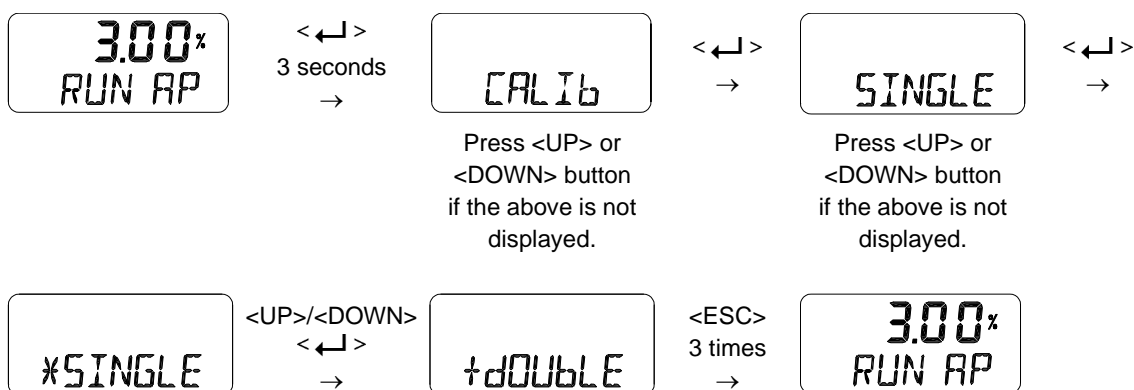 3.00%
RUN AP
<↵>
3 seconds
→
CALIb
<↵>
→
SINGLE
<↵>
→
Press <UP> or
<DOWN> button
if the above is not
displayed.
Press <UP> or
<DOWN> button
if the above is not
displayed.
*SINGLE
<UP>/<DOWN>
<↵>
→
+dOUbLE
<ESC>
3 times
→
3.00%
RUN AP